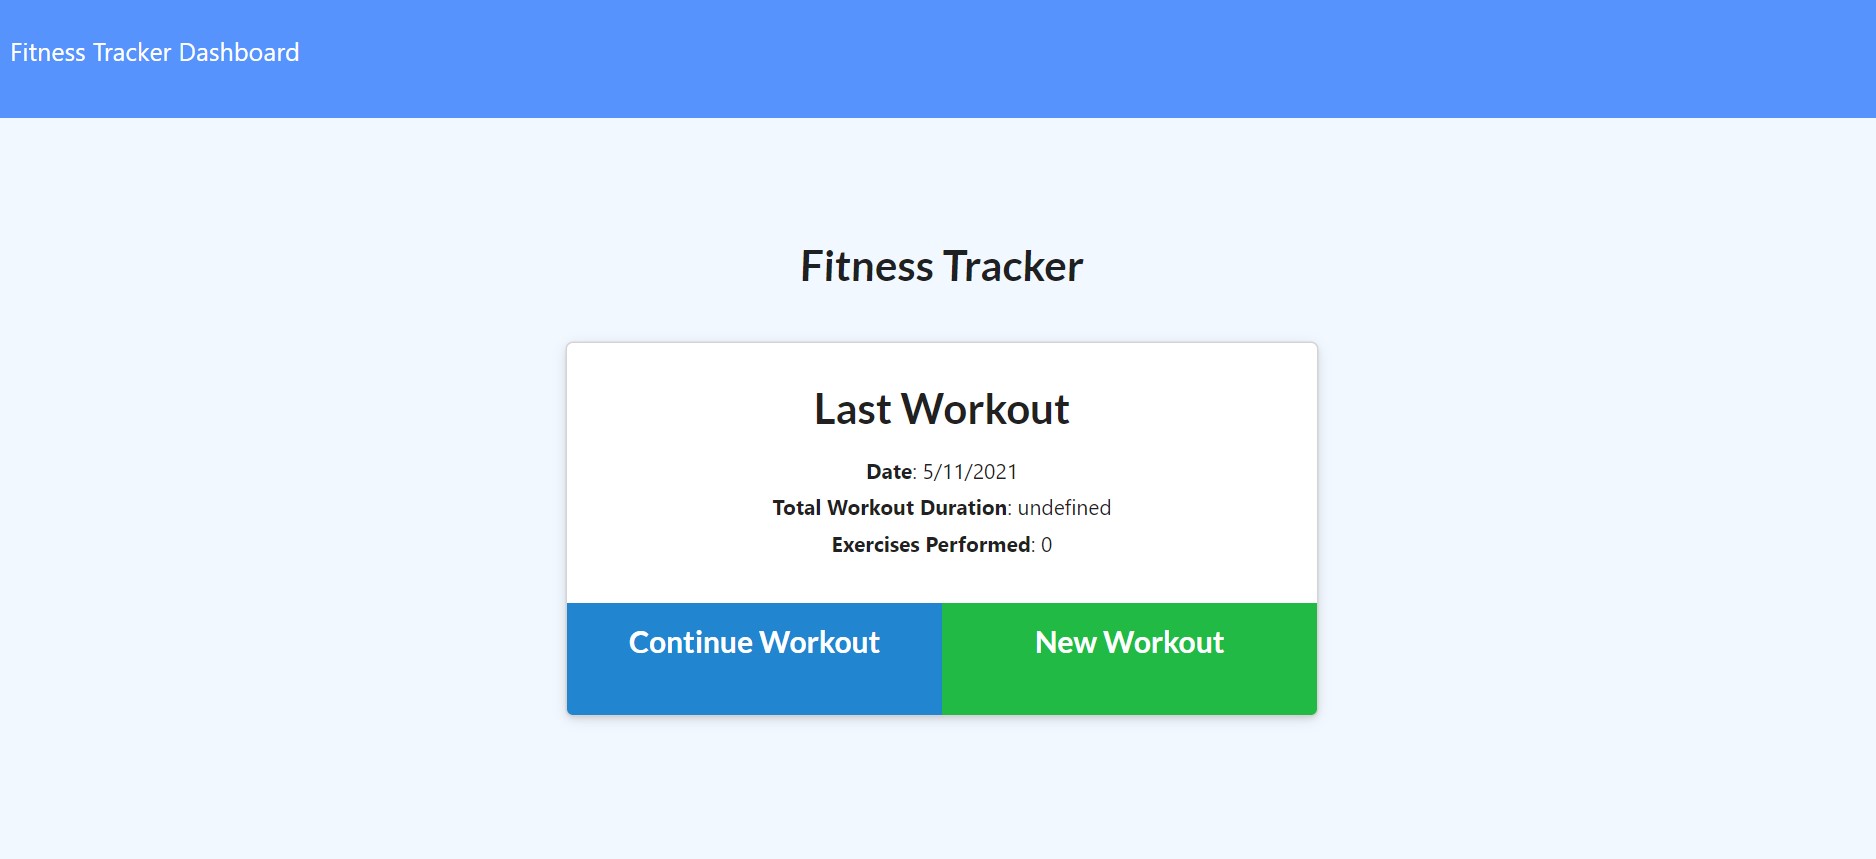 Fitness Tracker Dashboard
Fitness Tracker
Last Workout
Date: 5/11/2021
Total Workout Duration: undefined
Exercises Performed: 0
Continue Workout
New Workout